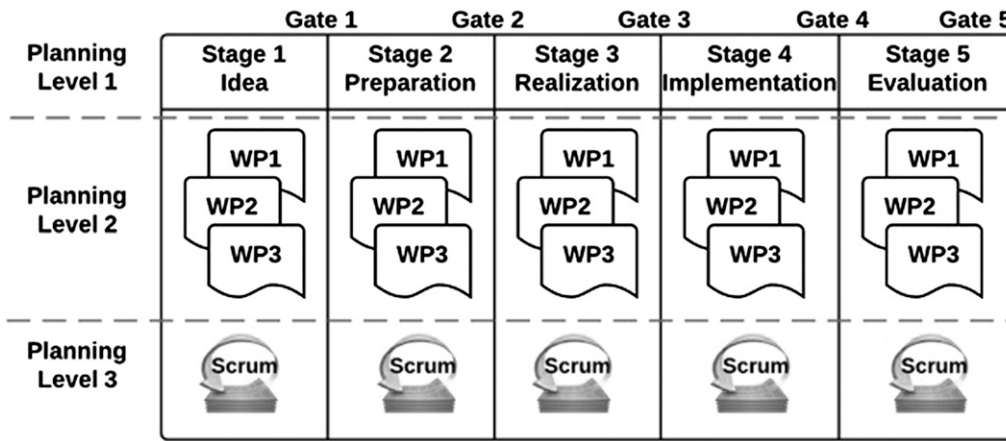 Gate 1 Gate 2 Gate 3 Gate 4 Gate 5
Planning
Level 1
Stage 1
Idea
Stage 2
Preparation
Stage 3
Realization
Stage 4
Implementation
Stage 5
Evaluation
Planning
Level 2
WP1
WP2
WP3
WP1
WP2
WP3
WP1
WP2
WP3
WP1
WP2
WP3
WP1
WP2
WP3
Planning
Level 3
Scrum
Scrum
Scrum
Scrum
Scrum